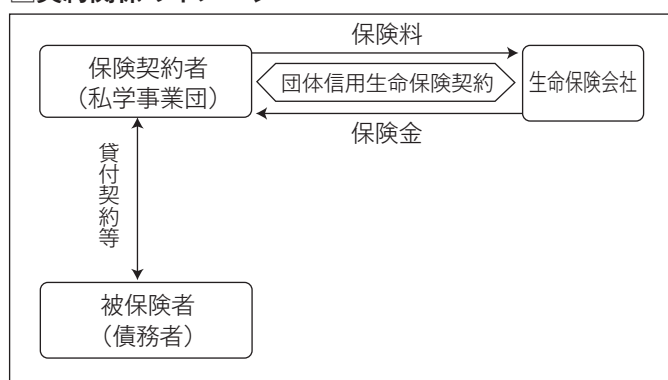 保険料
保険契約者
（私学事業団）
団体信用生命保険契約
生命保険会社
保険金
貸付契約等
被保険者
（債務者）